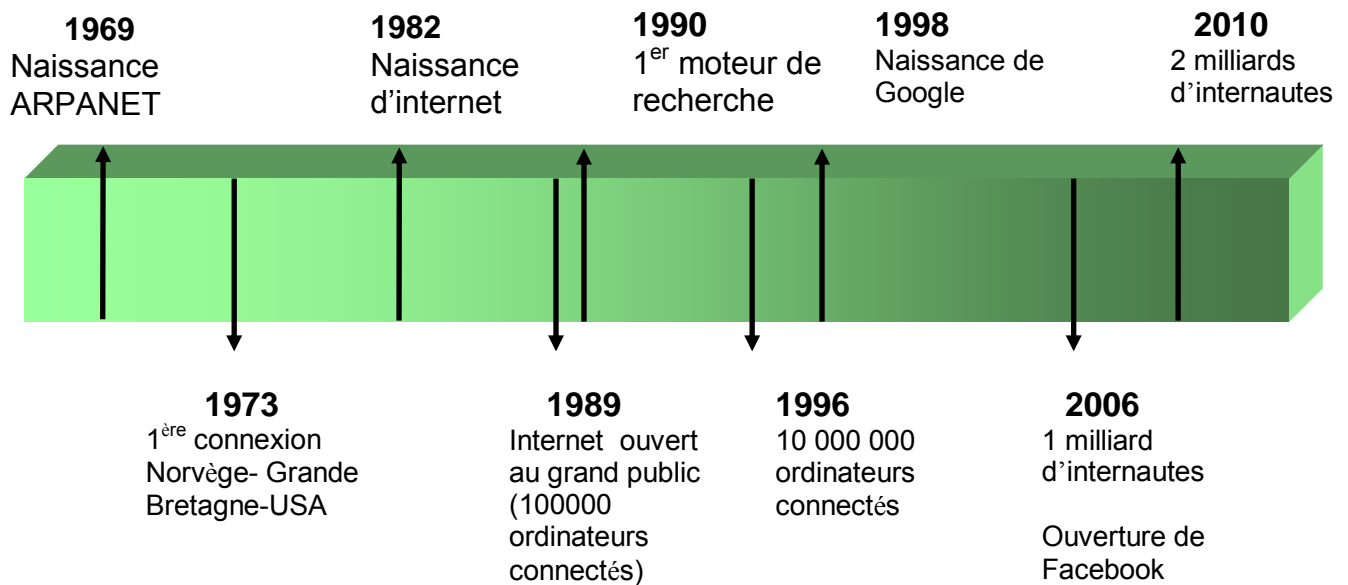 1969
Naissance
ARPANET
1982
Naissance
d’internet
1990
1er moteur de
recherche
1998
Naissance de
Google
2010
2 milliards
d’internautes
1973
1ère connexion
Norvège- Grande
Bretagne-USA
1989
Internet ouvert
au grand public
(100000
ordinateurs
connectés)
1996
10 000 000
ordinateurs
connectés
2006
1 milliard
d’internautes
Ouverture de
Facebook